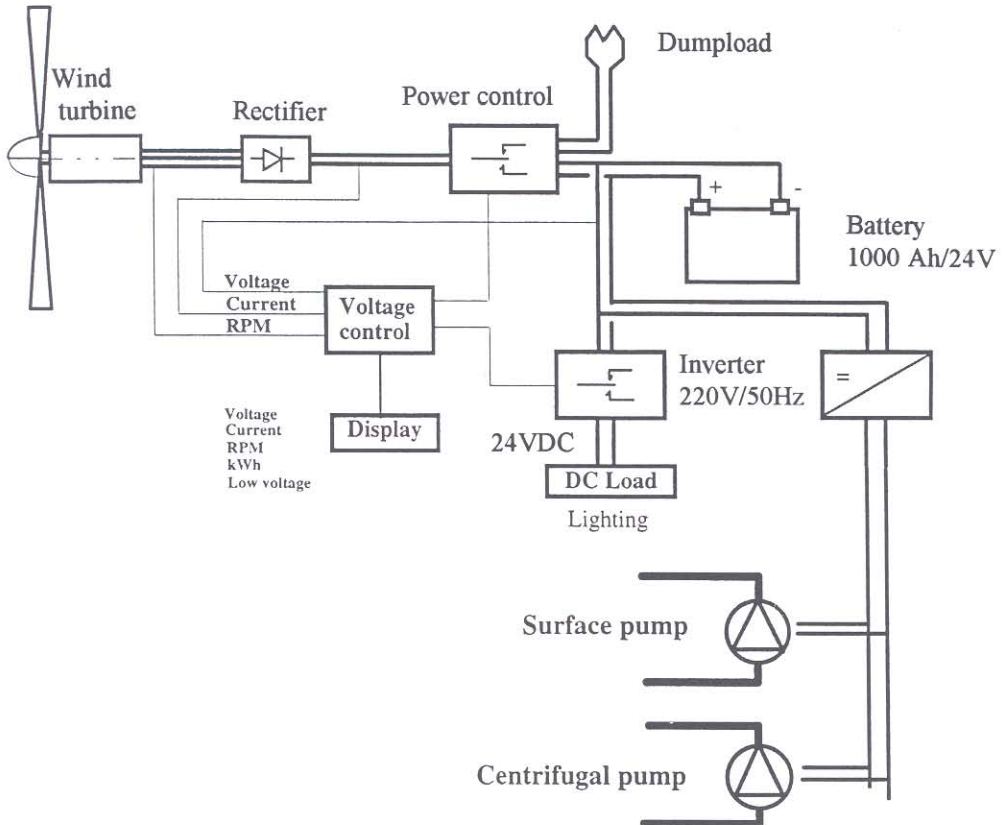 Dumpload
Wind
turbine
Rectifier
Power control
+
-
Battery
1000 Ah/24V
Voltage
Current
RPM
Voltage
control
Inverter
220V/50Hz
=
Voltage
Current
RPM
kWh
Low voltage
Display
24VDC
DC Load
Lighting
Surface pump
Centrifugal pump